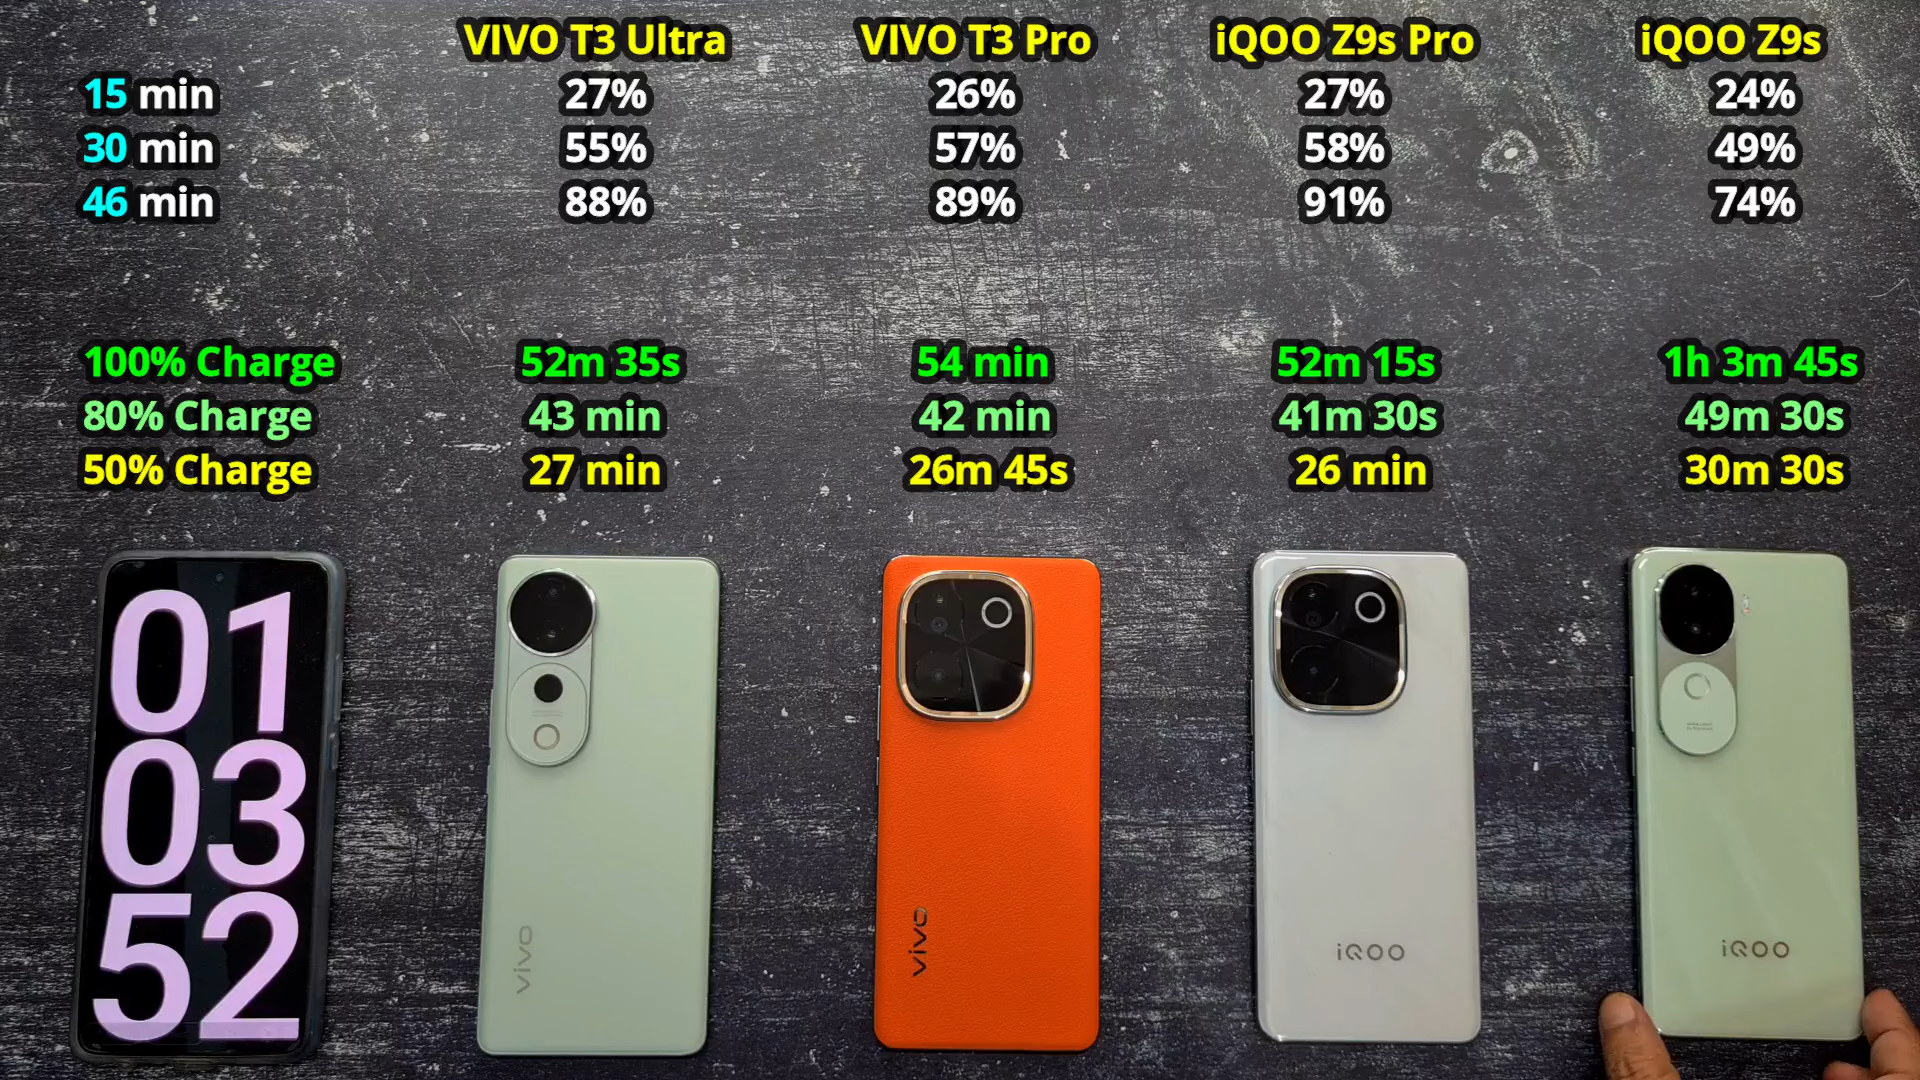 VIVO T3 Ultra VIVO T3 Pro iQOO Z9s Pro iQOO Z9s
15 min 27% 26% 27% 24%
30 min 55% 57% 58% 49%
46 min 88% 89% 91% 74%
100% Charge 52m 35s 54 min 52m 15s 1h 3m 45s
80% Charge 43 min 42 min 41m 30s 49m 30s
50% Charge 27 min 26m 45s 26 min 30m 30s
01
03
52
vivo
vivo
iQOO
iQOO